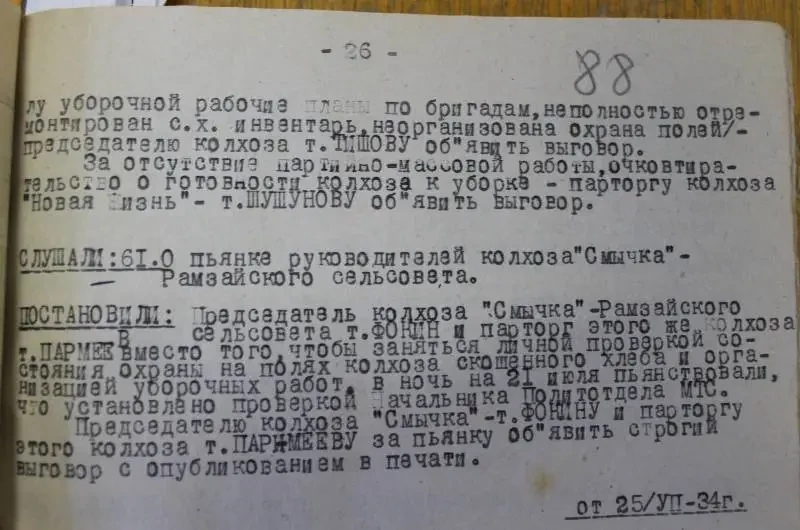 - 26 -
88
лу уборочной рабочие планы по бригадам,неполностью отре-
монтирован с.х. инвентарь,неорганизована охрана полей/-
председателю колхоза т.ТИШОВУ об"явить выговор.
За отсутствие партийно-массовой работы,очковтира-
тельство о готовности колхоза к уборке - парторгу колхоза
"Новая Жизнь"- т.ШУШУНОВУ об"явить выговор.
СЛУШАЛИ:61.О пьянке руководителей колхоза"Смычка"-
Рамзайского сельсовета.
ПОСТАНОВИЛИ: Председатель колхоза "Смычка"-Рамзайского
сельсовета т.ФОКИН и парторг этого же колхоза
т.ПАРМЕЕВ вместо того,чтобы заняться личной проверкой со-
стояния охраны на полях колхоза скошенного хлеба и орга-
низацией уборочных работ, в ночь на 21 июля пьянствовали,
что установлено проверкой Начальника Политотдела МТС.
Председателю колхоза "Смычка"-т.ФОКИНУ и парторгу
этого колхоза т.ПАРМЕЕВУ за пьянку об"явить строгий
выговор с опубликованием в печати.
от 25/УП-34г.